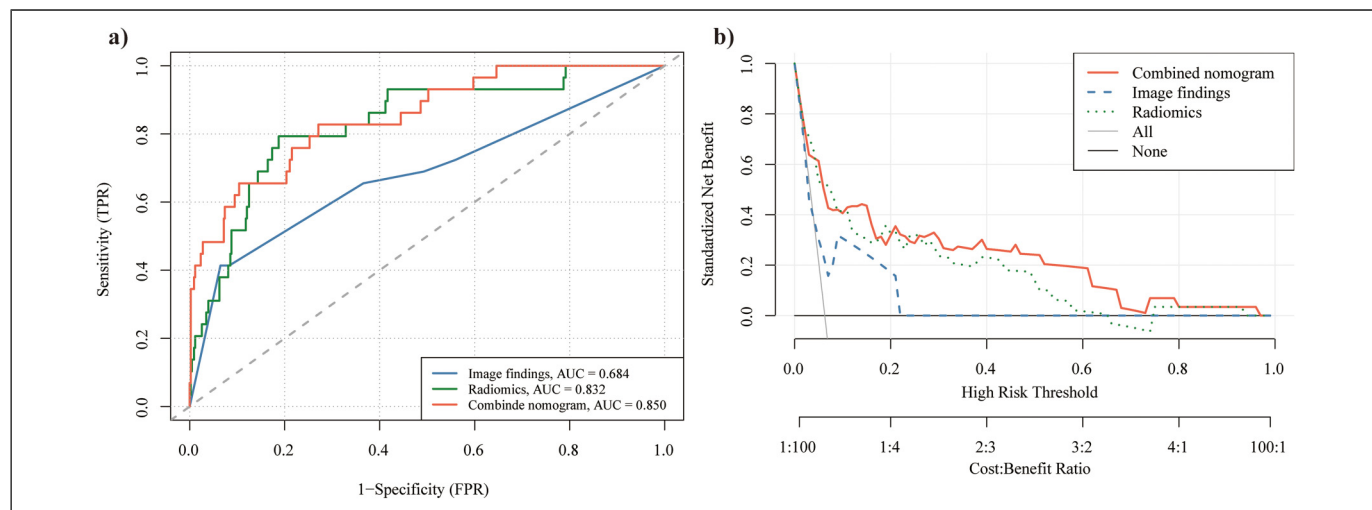 a)
1.0
0.8
0.6
0.4
0.2
0.0
Sensitivity (TPR)
Image findings, AUC = 0.684
Radiomics, AUC = 0.832
Combinde nomogram, AUC = 0.850
0.0 0.2 0.4 0.6 0.8 1.0
1−Specificity (FPR)
b)
1.0
0.8
0.6
0.4
0.2
0.0
Standardized Net Benefit
Combined nomogram
Image findings
Radiomics
All
None
0.0 0.2 0.4 0.6 0.8 1.0
High Risk Threshold
1:100 1:4 2:3 3:2 4:1 100:1
Cost:Benefit Ratio